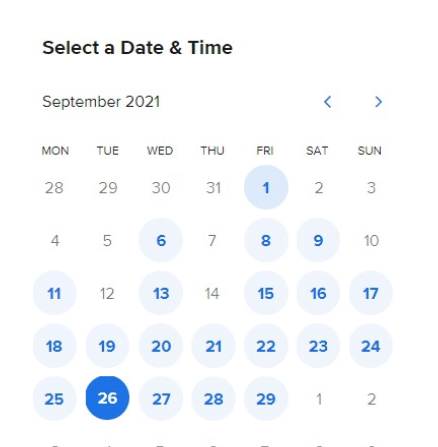 Select a Date & Time
September 2021
MON TUE WED THU FRI SAT SUN
28 29 30 31 1 2 3
4 5 6 7 8 9 10
11 12 13 14 15 16 17
18 19 20 21 22 23 24
25 26 27 28 29 1 2